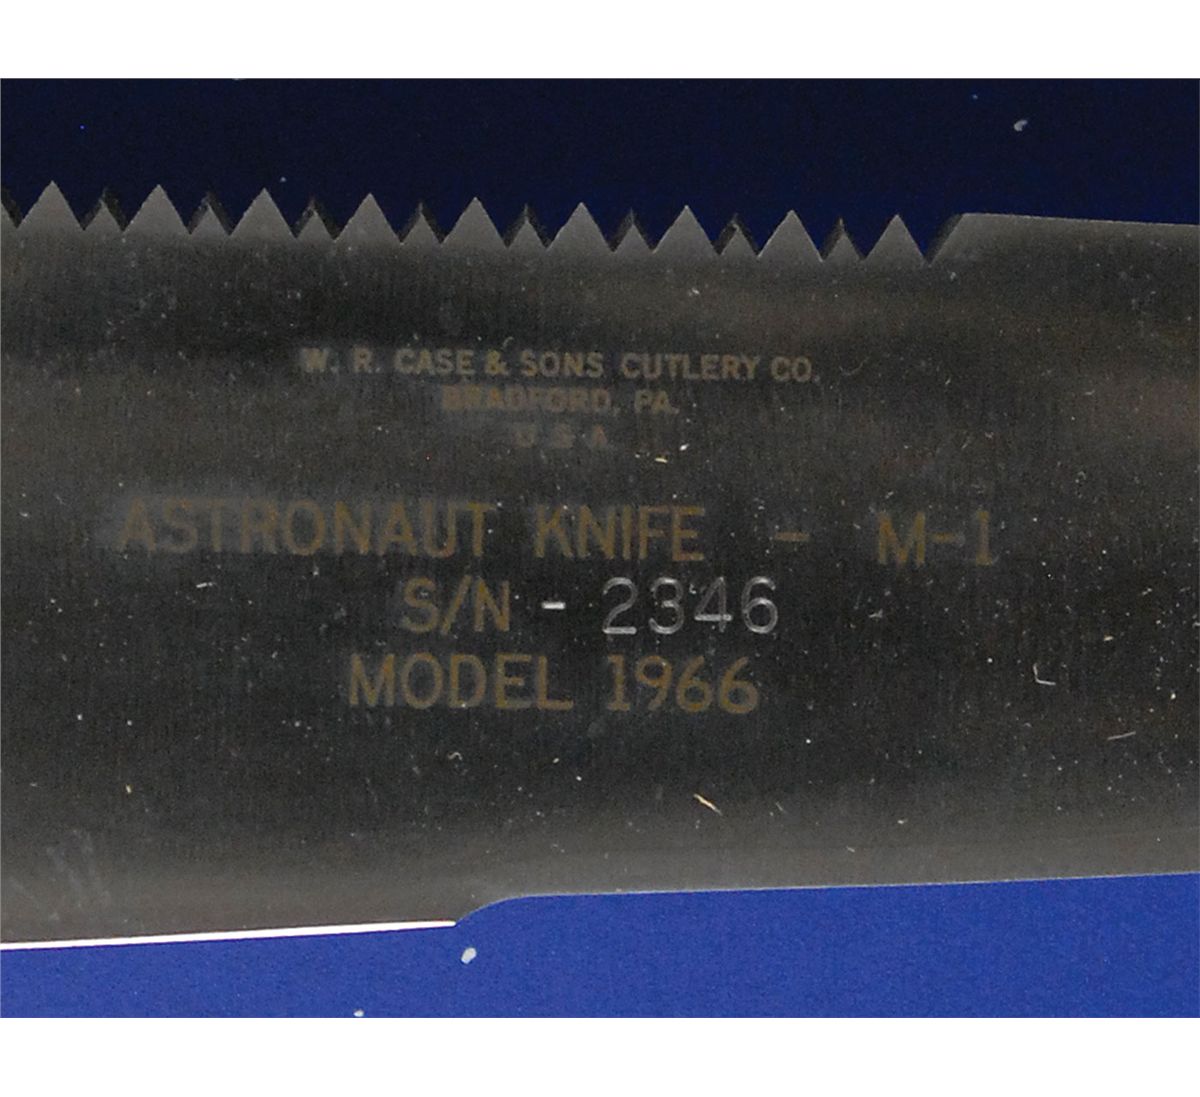 W. R. CASE & SONS CUTLERY CO.
BRADFORD, PA.
U.S.A.
ASTRONAUT KNIFE - M-1
S/N - 2346
MODEL 1966